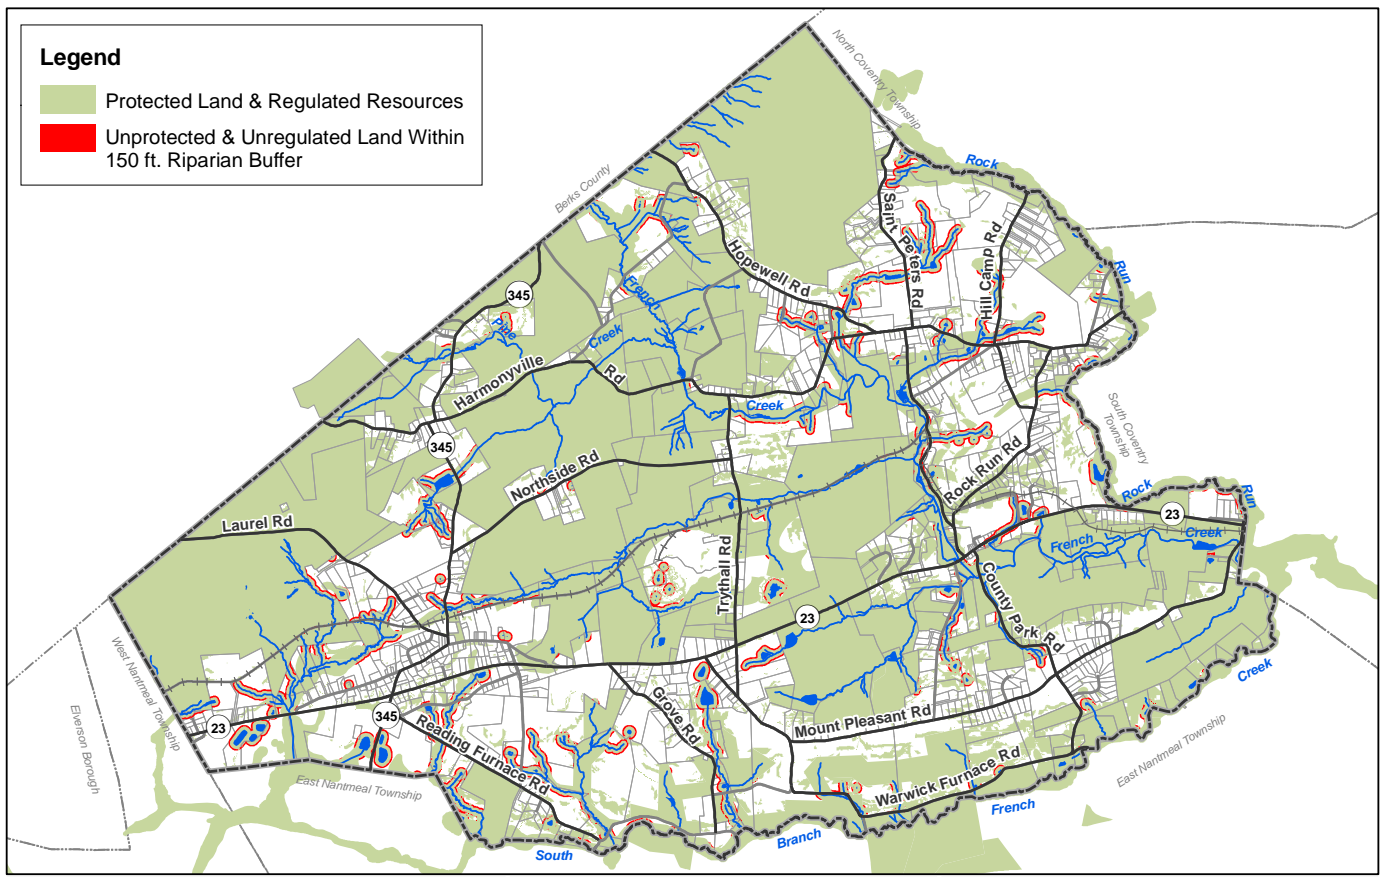 Legend
Protected Land & Regulated Resources
Unprotected & Unregulated Land Within
150 ft. Riparian Buffer
North Coventry Township
Berks County
Rock
Saint Peters Rd
Hill Camp Rd
Hopewell Rd
Run
345
French
Pine
Creek
Harmonyville
Rd
Creek
South Coventry
Township
345
Northside Rd
Rock Run Rd
Rock
Run
23
Laurel Rd
French
Creek
Trythall Rd
County Park Rd
23
West Nantmeal Township
Elverson Borough
Creek
23
345
Reading Furnace Rd
Grove Rd
Mount Pleasant Rd
East Nantmeal Township
East Nantmeal Township
Warwick Furnace Rd
French
Branch
South